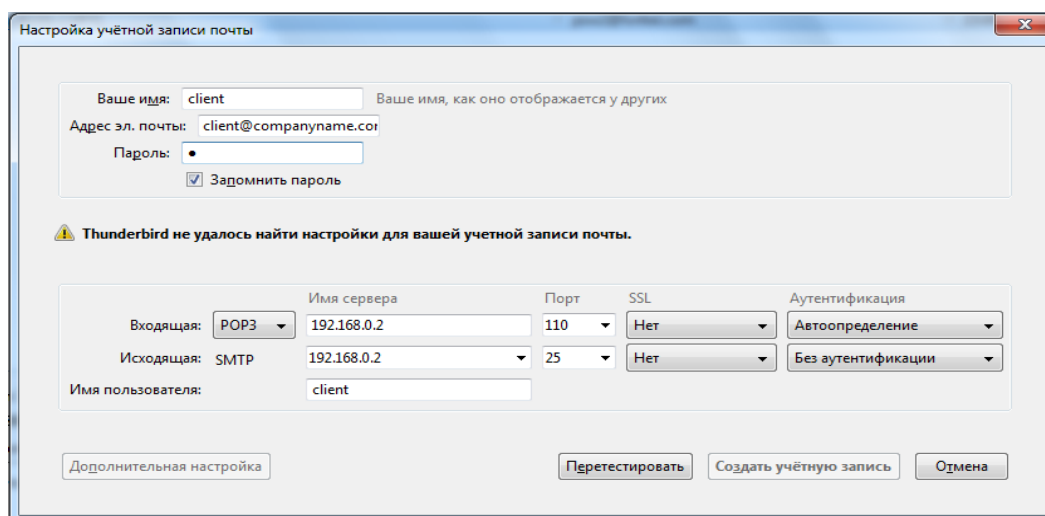 Настройка учётной записи почты
Ваше имя: client Ваше имя, как оно отображается у других
Адрес эл. почты: client@companyname.cor
Пароль: •
Запомнить пароль
Thunderbird не удалось найти настройки для вашей учетной записи почты.
Имя сервера Порт SSL Аутентификация
Входящая: POP3 192.168.0.2 110 Нет Автоопределение
Исходящая: SMTP 192.168.0.2 25 Нет Без аутентификации
Имя пользователя: client
Дополнительная настройка Перетестировать Создать учётную запись Отмена